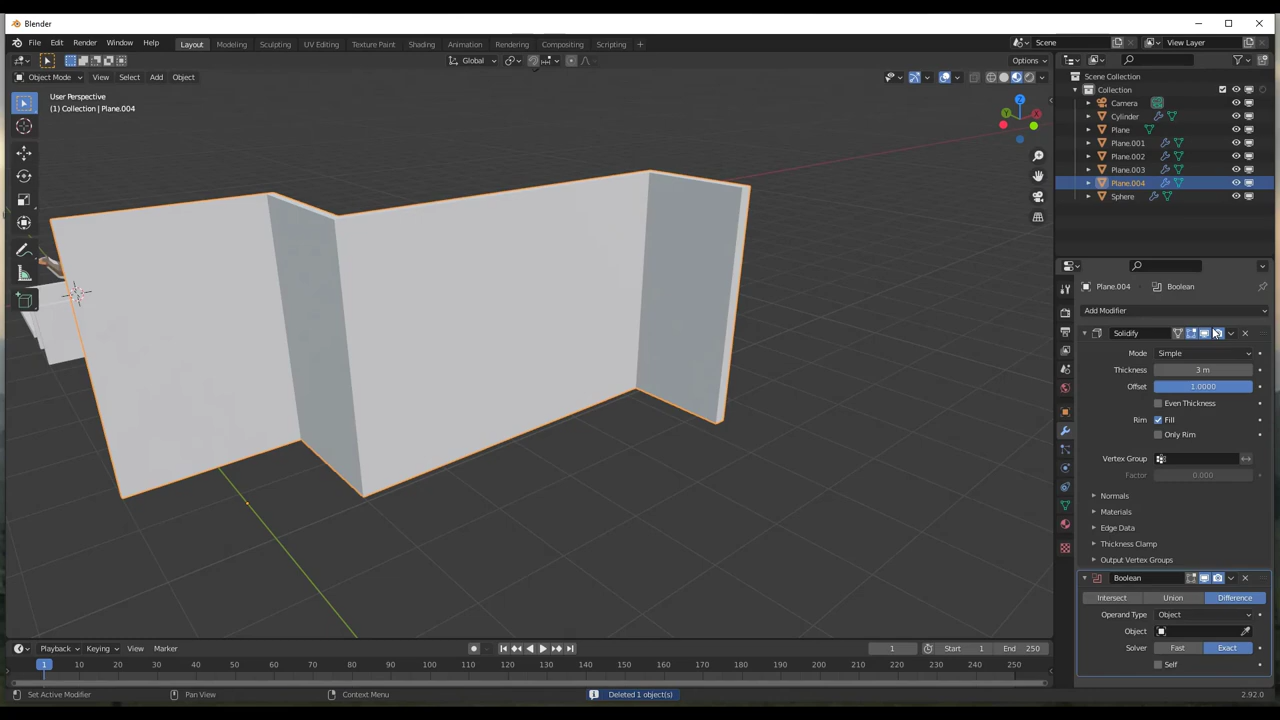 Blender
File Edit Render Window Help
Layout Modeling Sculpting UV Editing Texture Paint Shading Animation Rendering Compositing Scripting +
Scene
View Layer
Global
Options
Object Mode View Select Add Object
User Perspective
(1) Collection | Plane.004
Z
Y
X
Scene Collection
Collection
Camera
Cylinder
Plane
Plane.001
Plane.002
Plane.003
Plane.004
Sphere
Plane.004 Boolean
Add Modifier
Solidify
Mode Simple
Thickness 3 m
Offset 1.0000
Even Thickness
Rim Fill
Only Rim
Vertex Group
Factor 0.000
Normals
Materials
Edge Data
Thickness Clamp
Output Vertex Groups
Boolean
Intersect Union Difference
Operand Type Object
Object
Solver Fast Exact
Self
Playback Keying View Marker
1 Start 1 End 250
1 10 20 30 40 50 60 70 80 90 100 110 120 130 140 150 160 170 180 190 200 210 220 230 240 250
Set Active Modifier Pan View Context Menu Deleted 1 object(s) 2.92.0